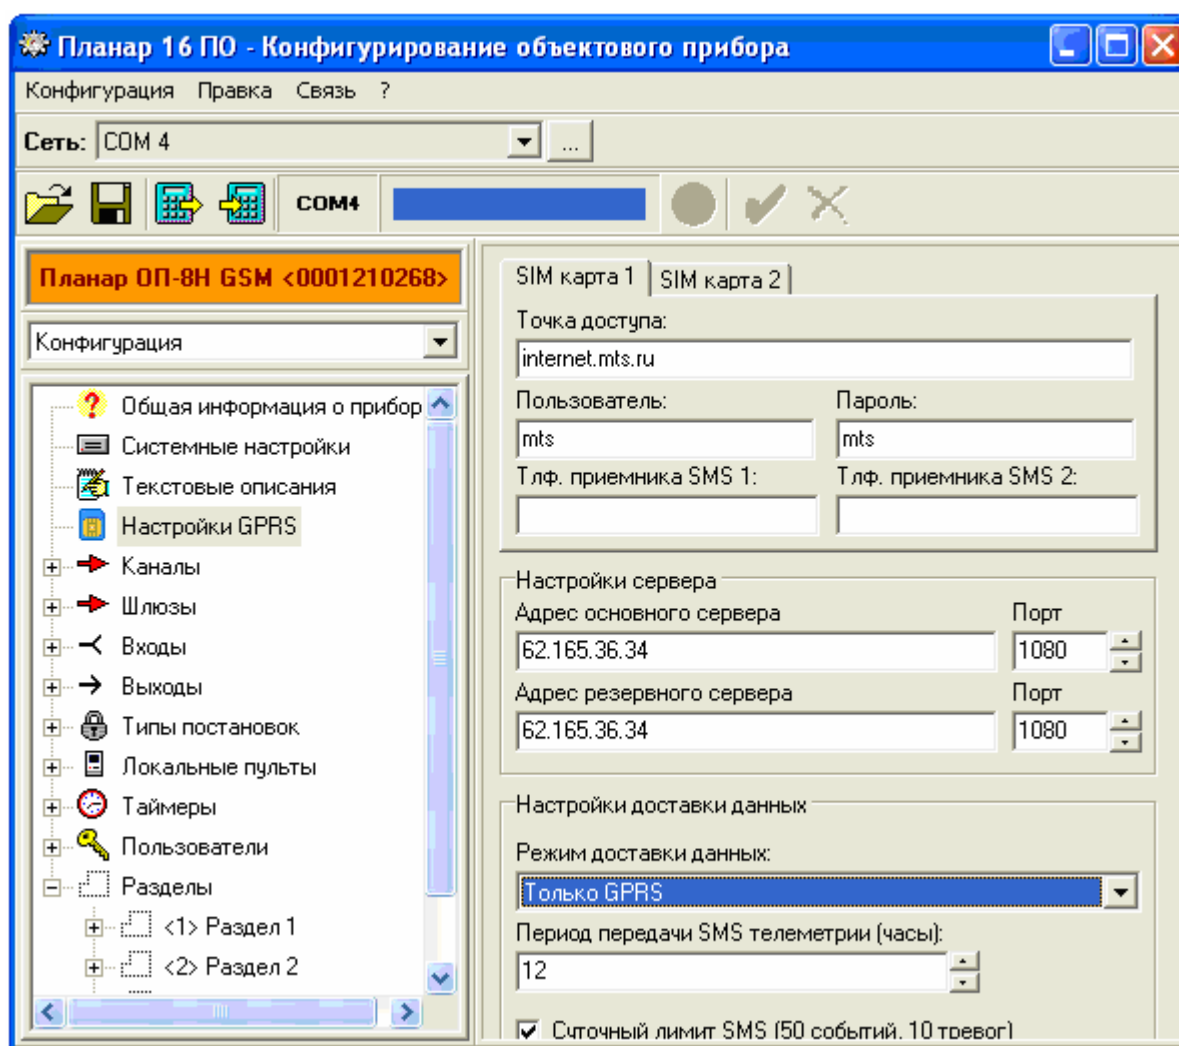 Планар 16 ПО - Конфигурирование объектового прибора
Конфигурация Правка Связь ?
Сеть: COM 4 ...
COM4
Планар ОП-8Н GSM <0001210268>
Конфигурация
Общая информация о прибор
Системные настройки
Текстовые описания
Настройки GPRS
Каналы
Шлюзы
Входы
Выходы
Типы постановок
Локальные пульты
Таймеры
Пользователи
Разделы
<1> Раздел 1
<2> Раздел 2
SIM карта 1 SIM карта 2
Точка доступа:
internet.mts.ru
Пользователь: Пароль:
mts mts
Тлф. приемника SMS 1: Тлф. приемника SMS 2:
Настройки сервера
Адрес основного сервера Порт
62.165.36.34 1080
Адрес резервного сервера Порт
62.165.36.34 1080
Настройки доставки данных
Режим доставки данных:
Только GPRS
Период передачи SMS телеметрии (часы):
12
Суточный лимит SMS (50 событий, 10 тревог)